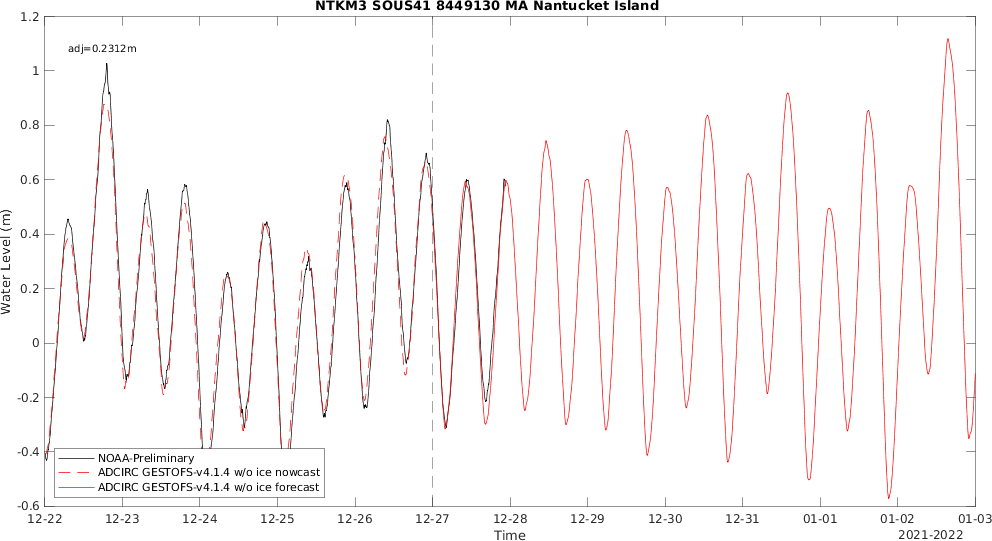 NTKM3 SOUS41 8449130 MA Nantucket Island
adj=0.2312m
1.2
1
0.8
0.6
0.4
0.2
0
-0.2
-0.4
-0.6
Water Level (m)
NOAA-Preliminary
ADCIRC GESTOFS-v4.1.4 w/o ice nowcast
ADCIRC GESTOFS-v4.1.4 w/o ice forecast
12-22 12-23 12-24 12-25 12-26 12-27 12-28 12-29 12-30 12-31 01-01 01-02 01-03
Time
2021-2022